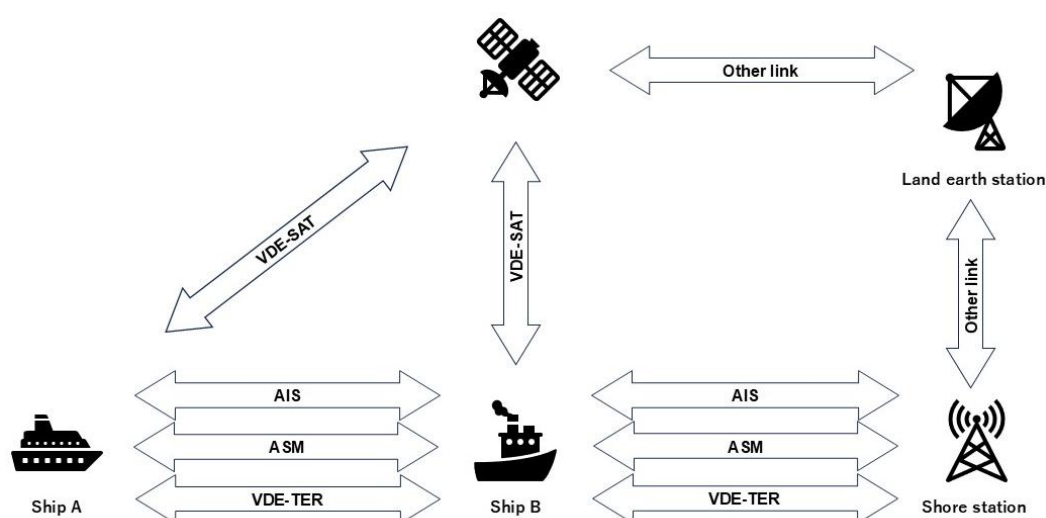 Other link
Land earth station
VDE-SAT
VDE-SAT
Other link
AIS
AIS
ASM
ASM
VDE-TER
VDE-TER
Ship A
Ship B
Shore station